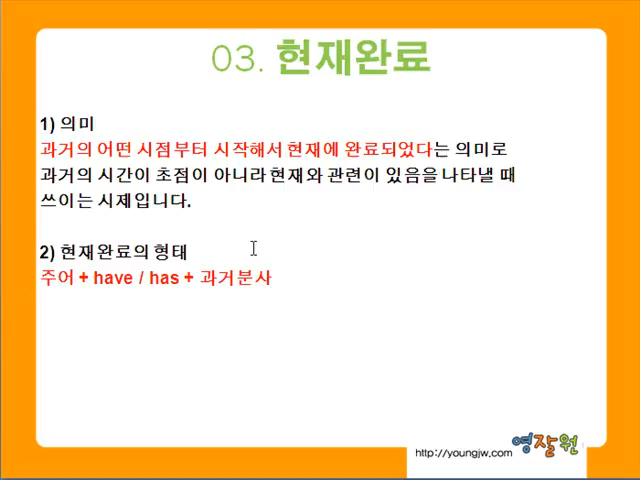 03. 현재완료
1) 의미
과거의 어떤 시점부터 시작해서 현재에 완료되었다는 의미로
과거의 시간이 초점이 아니라 현재와 관련이 있음을 나타낼 때
쓰이는 시제입니다.
2) 현재완료의 형태
주어 + have / has + 과거분사
http://youngjw.com 영잘원